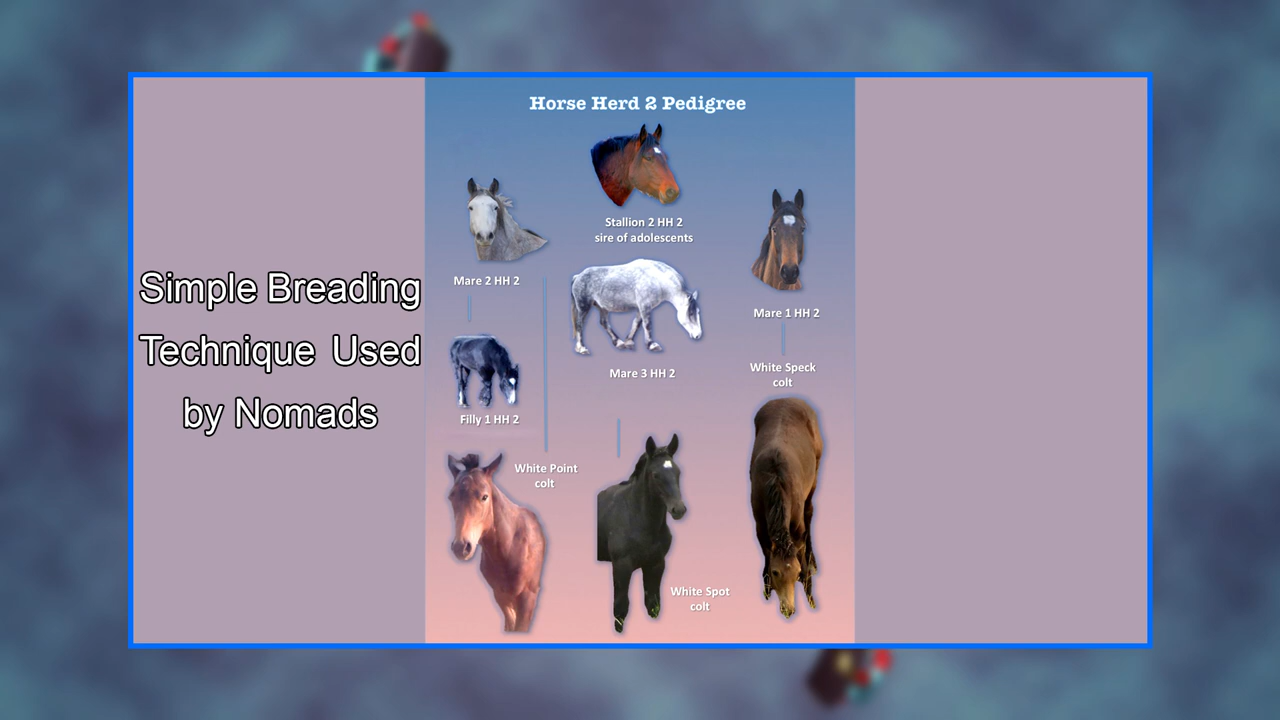 Horse Herd 2 Pedigree
Stallion 2 HH 2
sire of adolescents
Mare 2 HH 2
Mare 1 HH 2
Mare 3 HH 2
White Speck
colt
Filly 1 HH 2
White Point
colt
White Spot
colt
Simple Breading
Technique Used
by Nomads